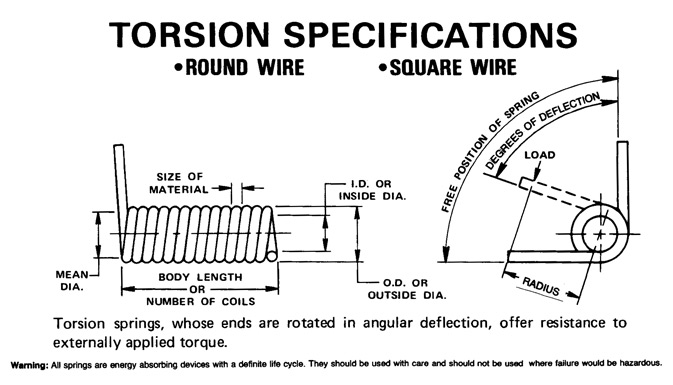 TORSION SPECIFICATIONS
•ROUND WIRE •SQUARE WIRE
FREE POSITION OF SPRING
DEGREES OF DEFLECTION
LOAD
SIZE OF
MATERIAL
I.D. OR
INSIDE DIA.
MEAN
DIA.
BODY LENGTH
OR
NUMBER OF COILS
O.D. OR
OUTSIDE DIA.
RADIUS
Torsion springs, whose ends are rotated in angular deflection, offer resistance to
externally applied torque.
Warning: All springs are energy absorbing devices with a definite life cycle. They should be used with care and should not be used where failure would be hazardous.